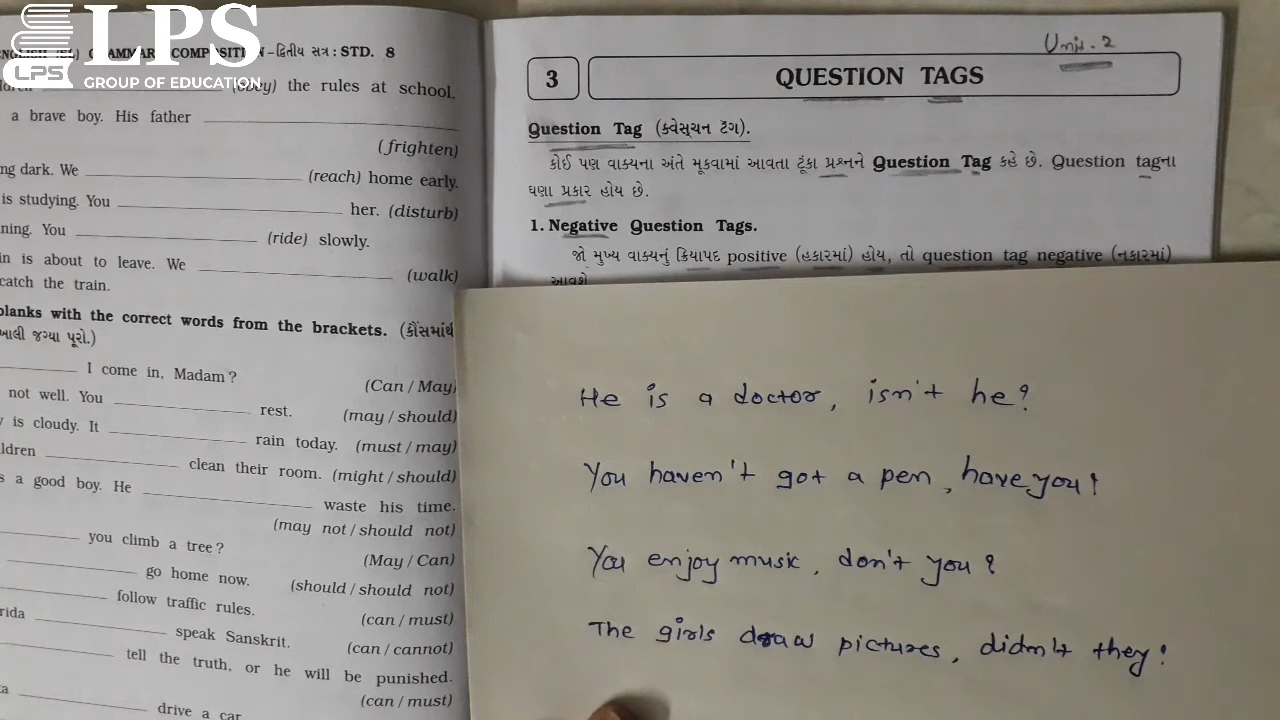 LPS
LPS
GROUP OF EDUCATION
COMPOSITION - દ્વિતીય સત્ર : STD. 8
the rules at school.
a brave boy. His father
(frighten)
ng dark. We (reach) home early.
is studying. You her. (disturb)
ning. You (ride) slowly.
in is about to leave. We (walk)
catch the train.
blanks with the correct words from the brackets. (કૌંસમાંથ
ખાલી જગ્યા પૂરો.)
I come in, Madam? (Can / May)
not well. You rest. (may / should)
is cloudy. It rain today. (must / may)
ldren clean their room. (might / should)
s a good boy. He waste his time.
(may not / should not)
you climb a tree? (May / Can)
go home now. (should / should not)
follow traffic rules. (can / must)
rida speak Sanskrit. (can / cannot)
tell the truth, or he will be punished.
(can / must)
drive a car
Unit-2
3 QUESTION TAGS
Question Tag (ક્વેસ્ચન ટૅગ).
કોઈ પણ વાક્યના અંતે મૂકવામાં આવતા ટૂંકા પ્રશ્નને Question Tag કહે છે. Question tagના
ઘણા પ્રકાર હોય છે.
1. Negative Question Tags.
જો મુખ્ય વાક્યનું ક્રિયાપદ positive (હકારમાં) હોય, તો question tag negative (નકારમાં)
આવશે
He is a doctor, isn't he?
You haven't got a pen, have you?
You enjoy music, don't you?
The girls draw pictures, didn't they?